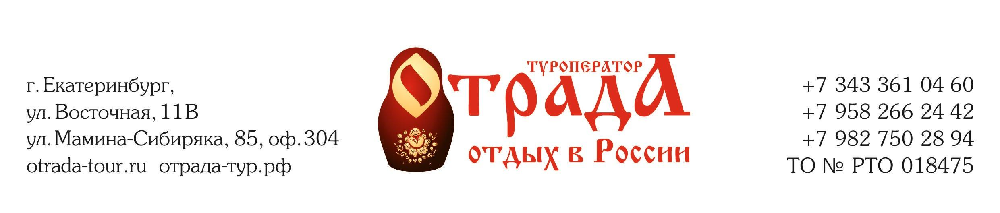 г. Екатеринбург,
ул. Восточная, 11В
ул. Мамина-Сибиряка, 85, оф. 304
otrada-tour.ru отрада-тур.рф
туроператор
ОтрадА
отдых в России
+7 343 361 04 60
+7 958 266 24 42
+7 982 750 28 94
ТО № РТО 018475